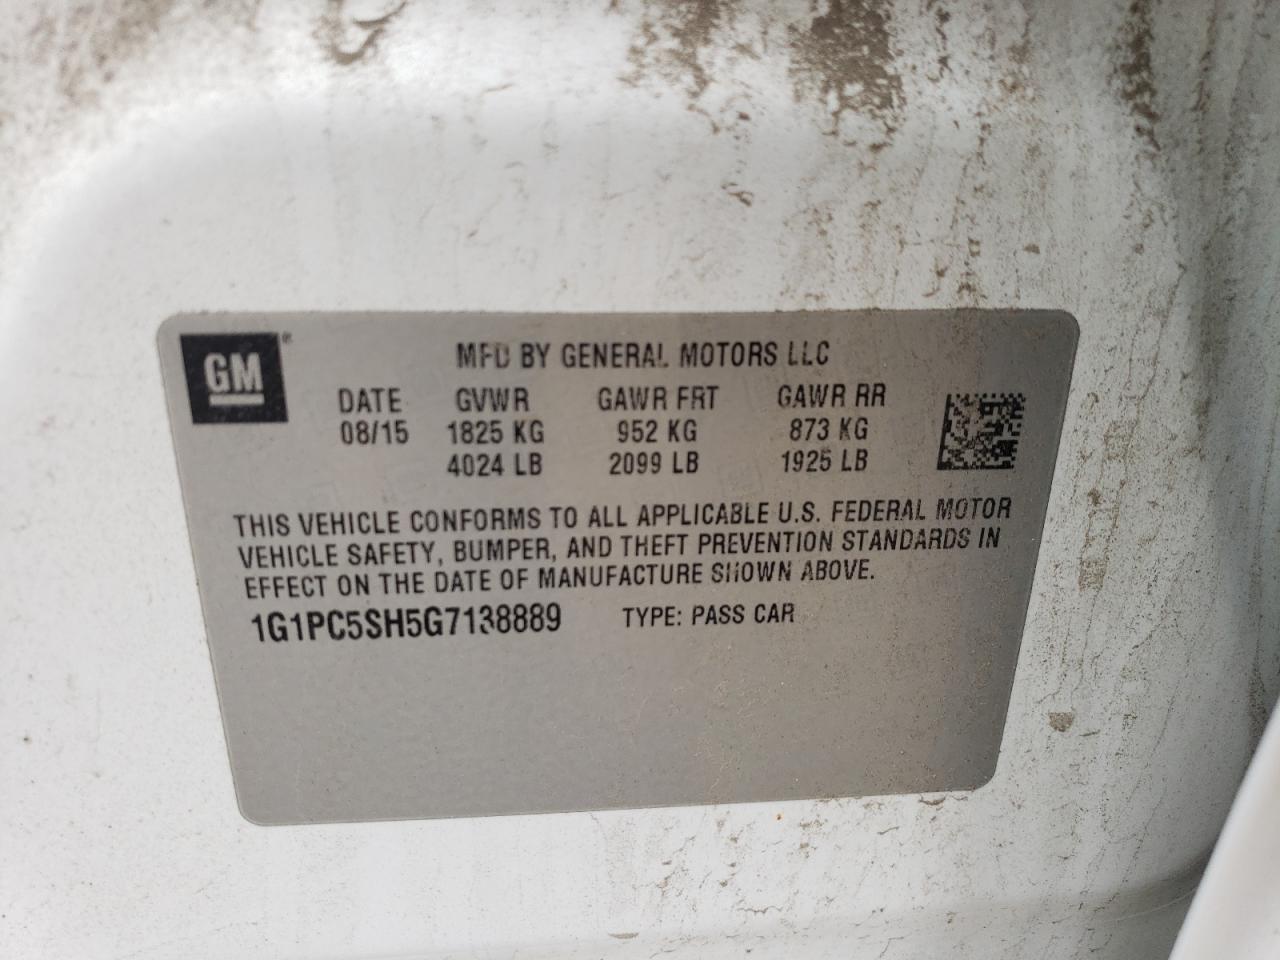 GM®
MFD BY GENERAL MOTORS LLC
DATE GVWR GAWR FRT GAWR RR
08/15 1825 KG 952 KG 873 KG
4024 LB 2099 LB 1925 LB
THIS VEHICLE CONFORMS TO ALL APPLICABLE U.S. FEDERAL MOTOR
VEHICLE SAFETY, BUMPER, AND THEFT PREVENTION STANDARDS IN
EFFECT ON THE DATE OF MANUFACTURE SHOWN ABOVE.
1G1PC5SH5G7138889 TYPE: PASS CAR